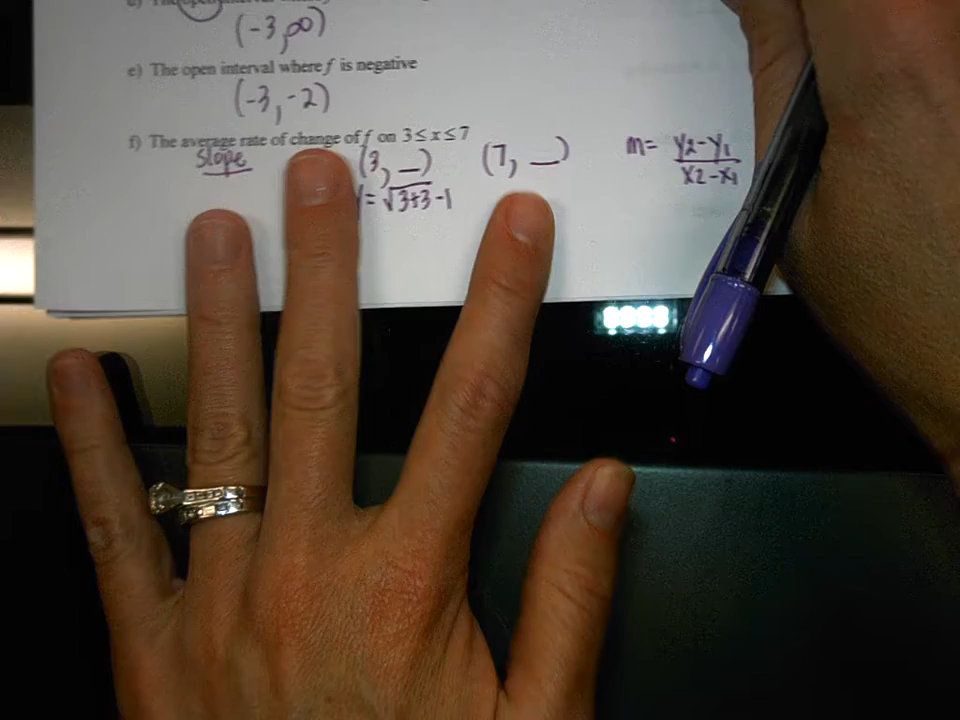 (-3, ∞)
e) The open interval where f is negative
(-3, -2)
f) The average rate of change of f on 3 ≤ x ≤ 7
Slope (3, _) (7, _) m= y2-y1
x2-x1
= √3+3 -1